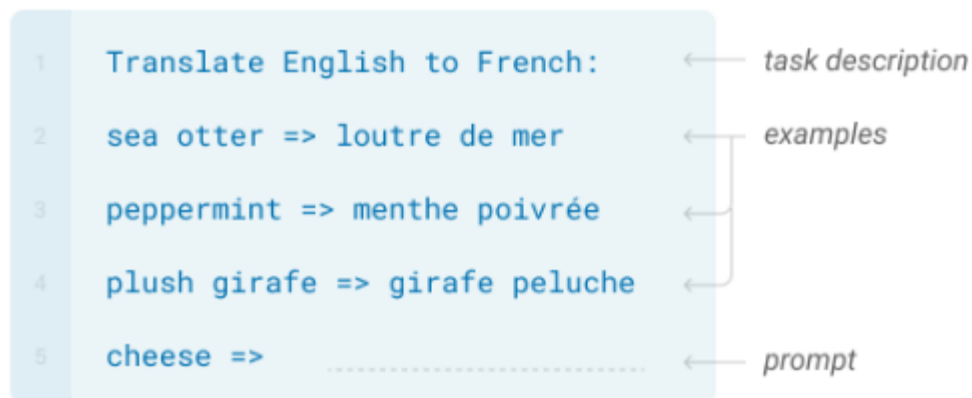 1 Translate English to French: task description
2 sea otter => loutre de mer examples
3 peppermint => menthe poivrée
4 plush girafe => girafe peluche
5 cheese => prompt